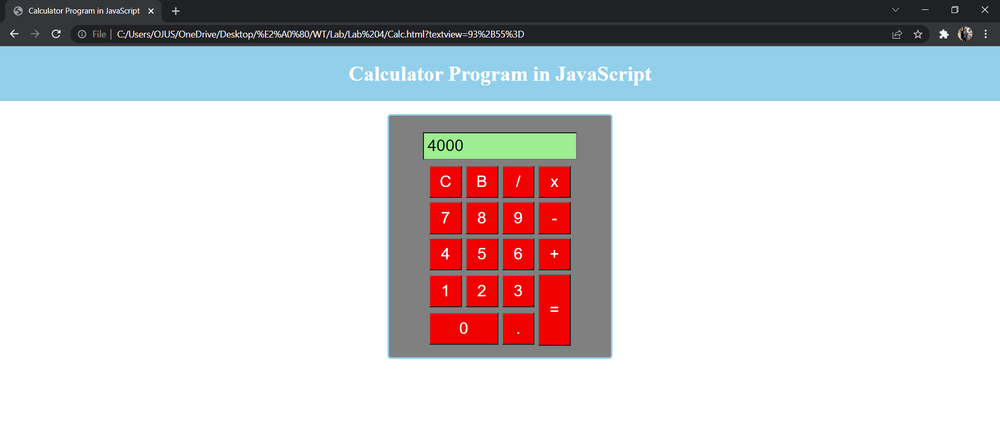 Calculator Program in JavaScript
File | C:/Users/OJUS/OneDrive/Desktop/%E2%A0%80/WT/Lab/Lab%204/Calc.html?textview=93%2B55%3D
Calculator Program in JavaScript
4000
C B / x
7 8 9 -
4 5 6 +
1 2 3
=
0 .